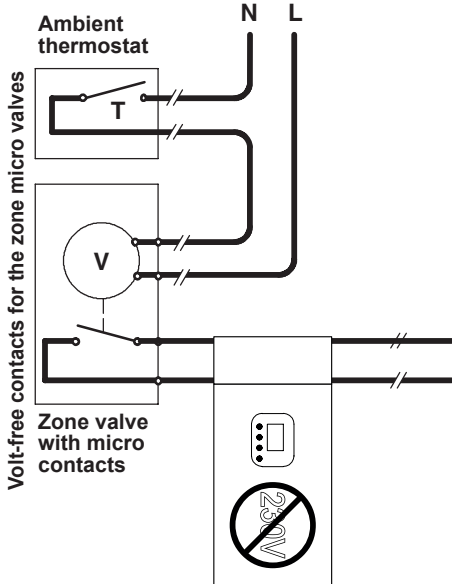 N L
Ambient
thermostat
T
Volt-free contacts for the zone micro valves
V
Zone valve
with micro
contacts
230V